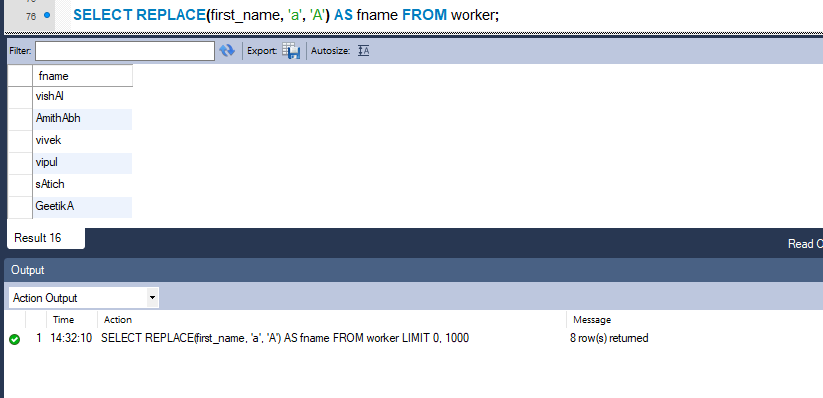 76 SELECT REPLACE(first_name, 'a', 'A') AS fname FROM worker;
Filter: Export: Autosize:
fname
vishAl
AmithAbh
vivek
vipul
sAtich
GeetikA
Result 16
Read O
Output
Action Output
Time Action Message
1 14:32:10 SELECT REPLACE(first_name, 'a', 'A') AS fname FROM worker LIMIT 0, 1000 8 row(s) returned